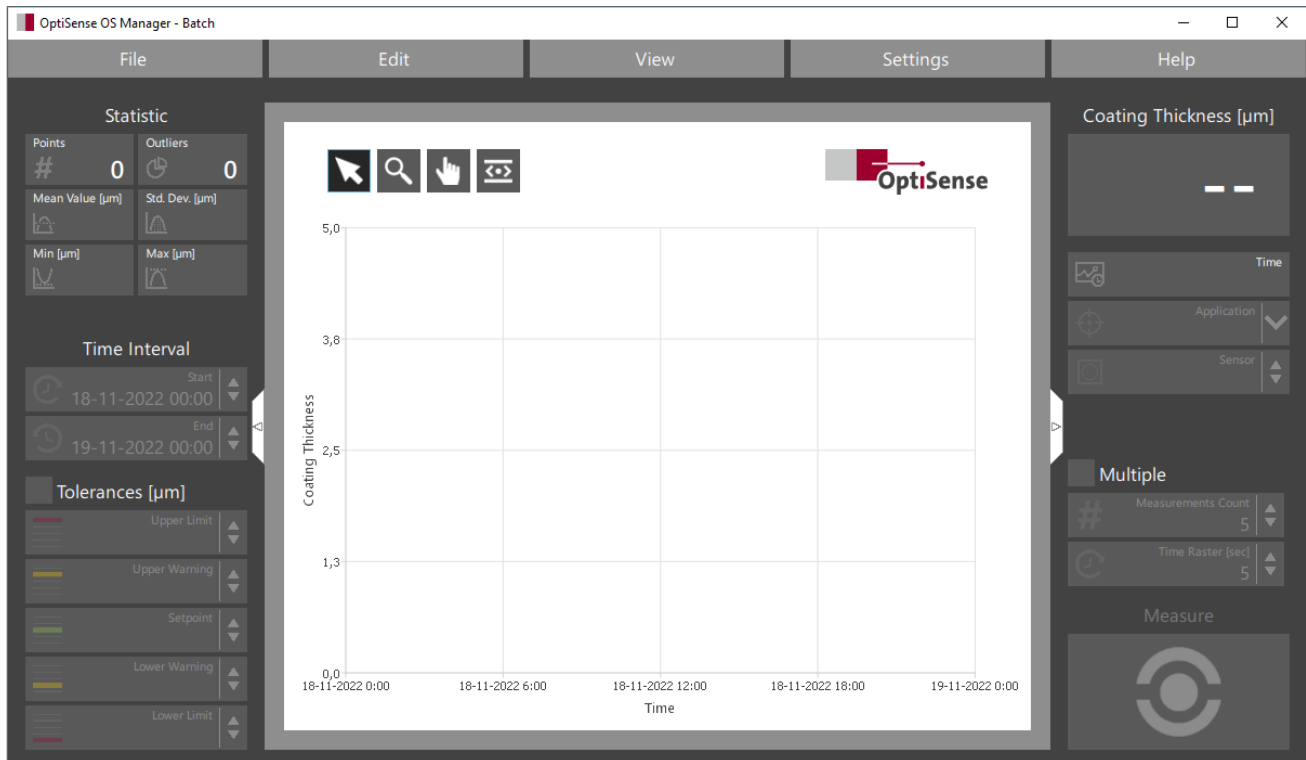 OptiSense OS Manager - Batch
File Edit View Settings Help
Statistic
Points
# 0
Outliers
0
Mean Value [µm]
Std. Dev. [µm]
Min [µm]
Max [µm]
Time Interval
Start
18-11-2022 00:00
End
19-11-2022 00:00
Tolerances [µm]
Upper Limit
Upper Warning
Setpoint
Lower Warning
Lower Limit
OptiSense
5,0
3,8
2,5
1,3
0,0
Coating Thickness
18-11-2022 0:00 18-11-2022 6:00 18-11-2022 12:00 18-11-2022 18:00 19-11-2022 0:00
Time
Coating Thickness [µm]
--
Time
Application
Sensor
Multiple
Measurements Count
# 5
Time Raster [sec]
5
Measure